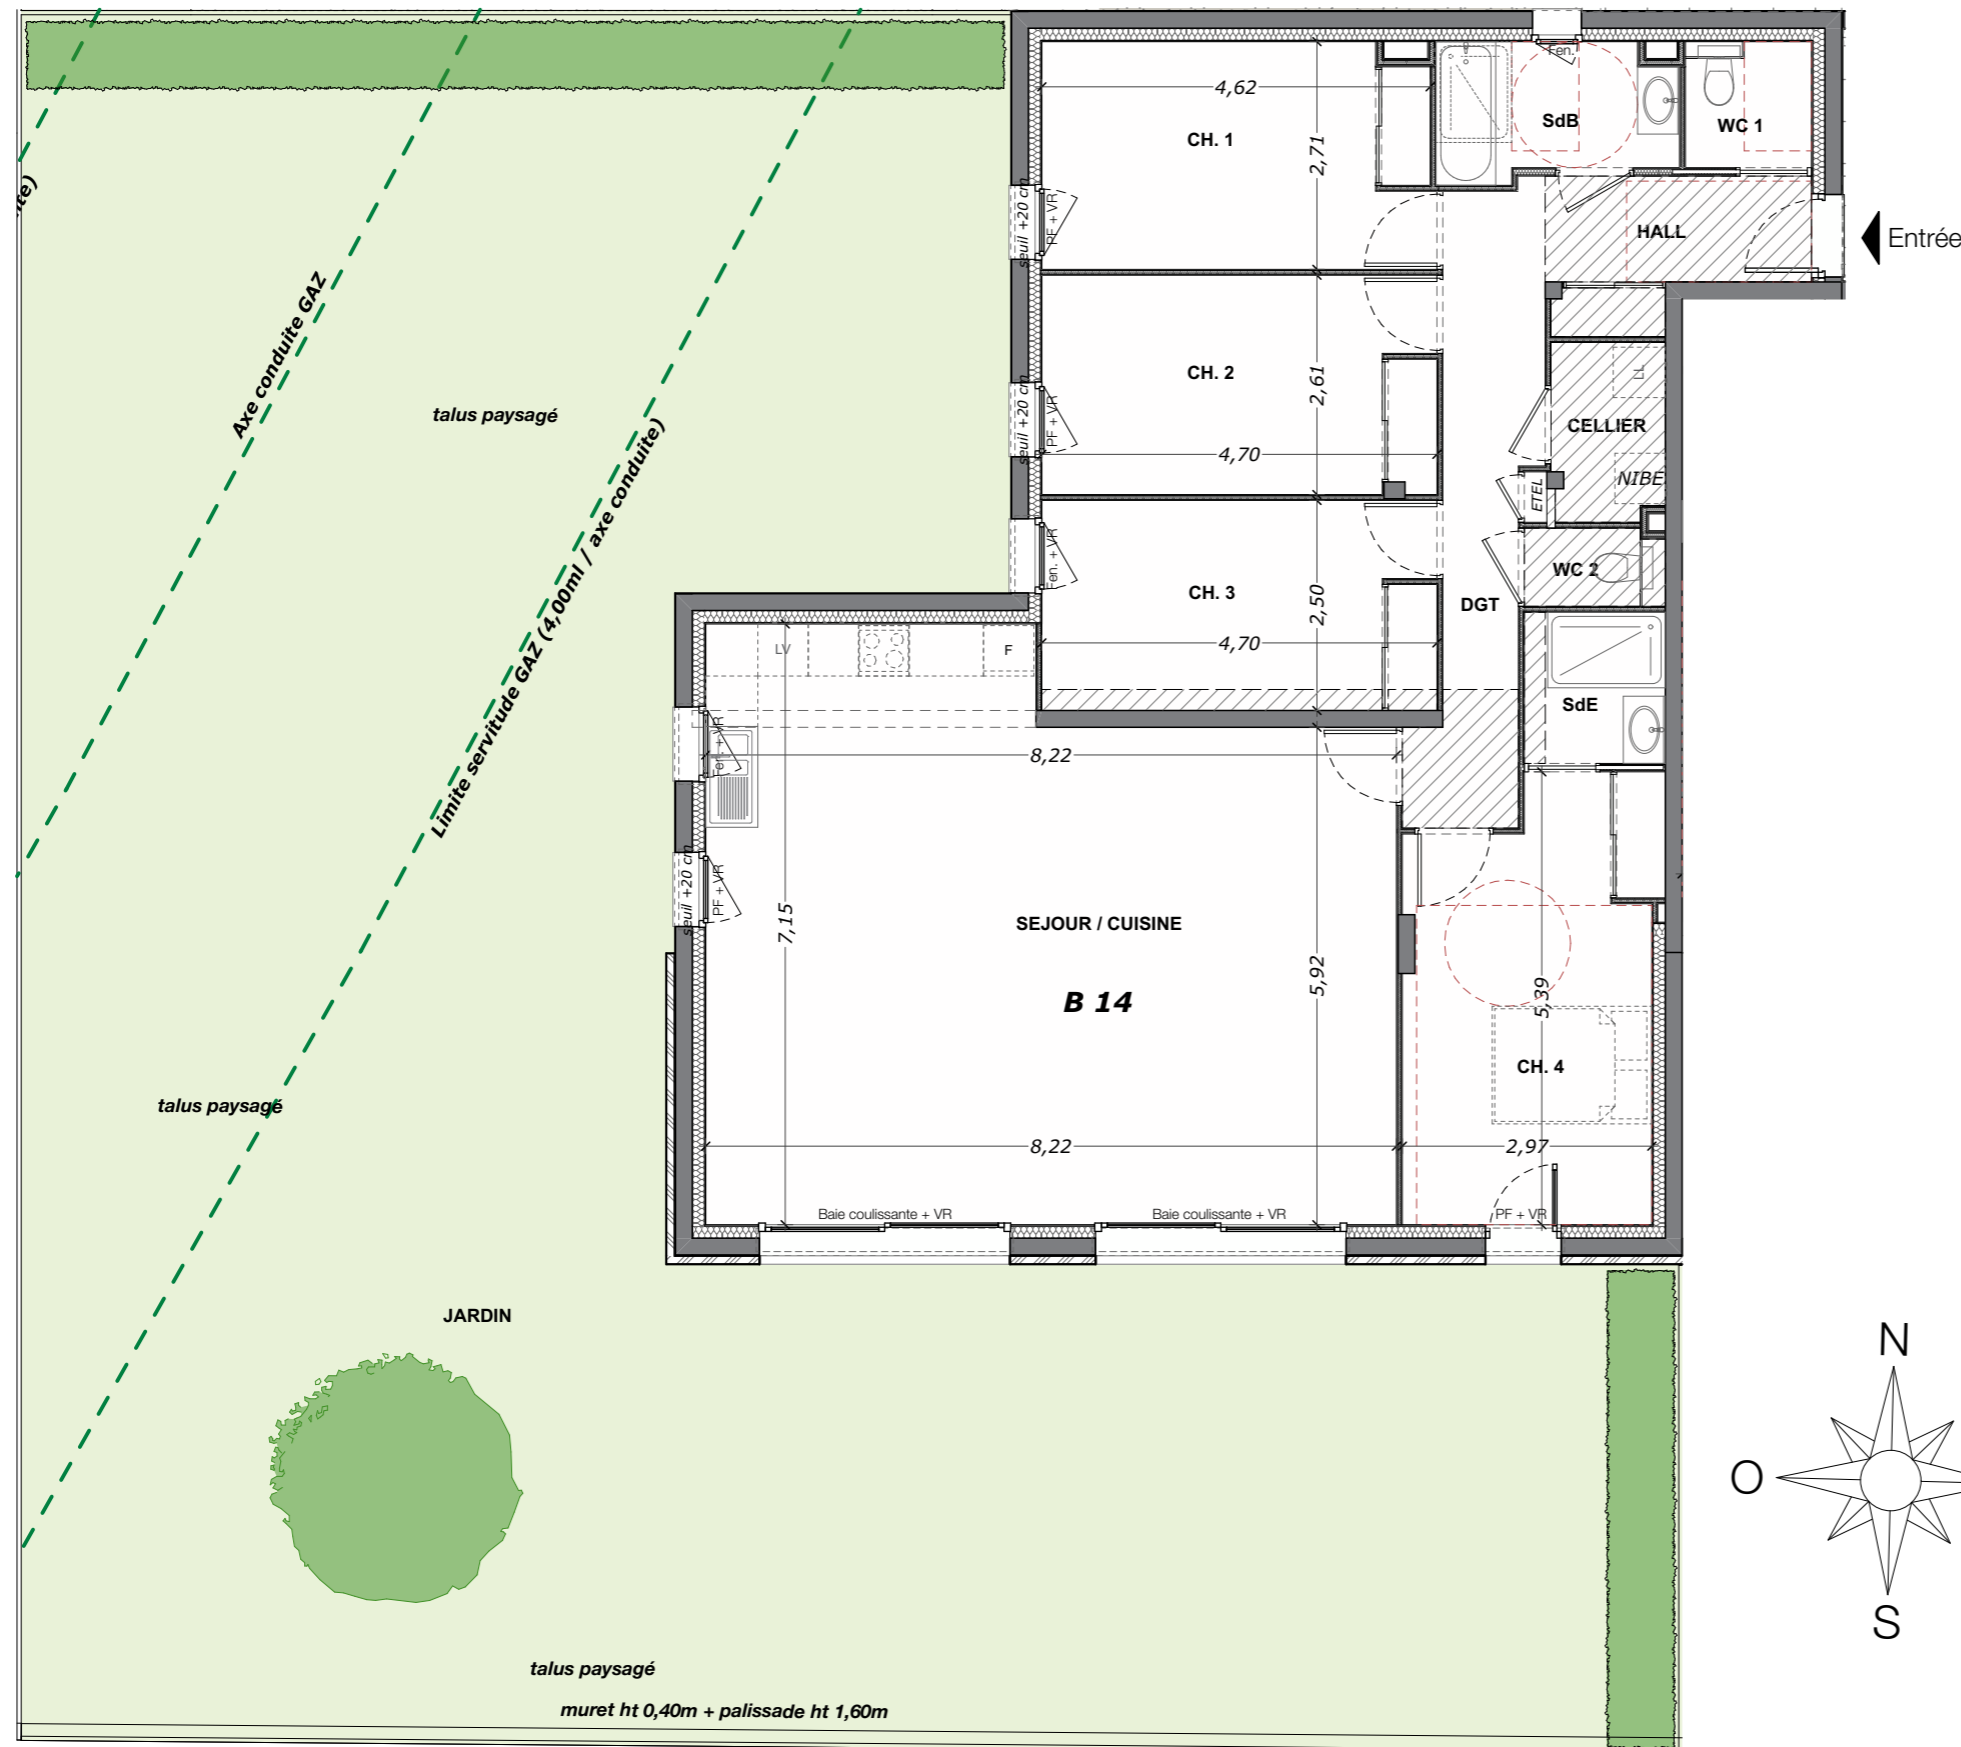 Fen.
4,62
SdB
WC 1
CH. 1
2,71
seuil +20 cm
PF + VR
HALL
Entrée
Axe conduite GAZ
CH. 2
2,61
seuil +20 cm
PF + VR
LL
talus paysagé
CELLIER
4,70
NIBE
ETEL
Limite servitude GAZ (4,00ml / axe conduite)
Fen. + VR
WC 2
CH. 3
2,50
DGT
4,70
LV
F
SdE
8,22
seuil +20 cm
PF + VR
7,15
SEJOUR / CUISINE
5,92
B 14
5,39
CH. 4
talus paysagé
8,22
2,97
Baie coulissante + VR
Baie coulissante + VR
PF + VR
JARDIN
N
O
S
talus paysagé
muret ht 0,40m + palissade ht 1,60m